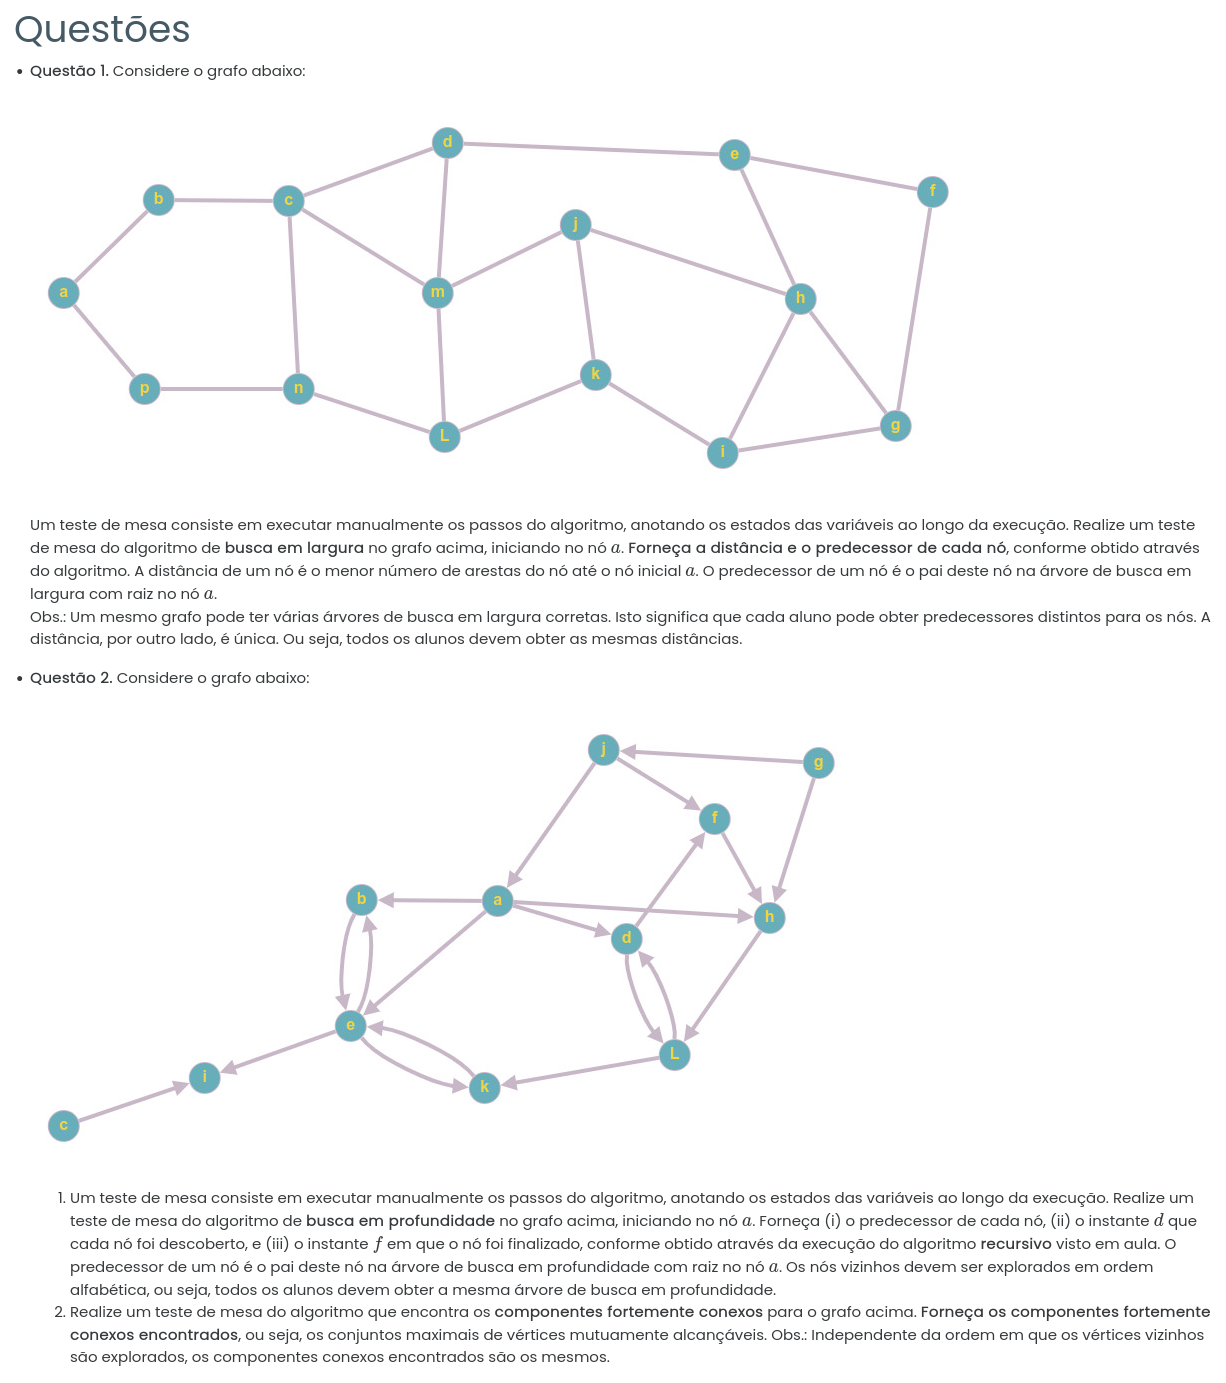 Questões
• Questão 1. Considere o grafo abaixo:
d
e
f
b
c
j
a
m
h
p
n
k
L
g
i
Um teste de mesa consiste em executar manualmente os passos do algoritmo, anotando os estados das variáveis ao longo da execução. Realize um teste
de mesa do algoritmo de busca em largura no grafo acima, iniciando no nó a. Forneça a distância e o predecessor de cada nó, conforme obtido através
do algoritmo. A distância de um nó é o menor número de arestas do nó até o nó inicial a. O predecessor de um nó é o pai deste nó na árvore de busca em
largura com raiz no nó a.
Obs.: Um mesmo grafo pode ter várias árvores de busca em largura corretas. Isto significa que cada aluno pode obter predecessores distintos para os nós. A
distância, por outro lado, é única. Ou seja, todos os alunos devem obter as mesmas distâncias.
• Questão 2. Considere o grafo abaixo:
j
g
f
b
a
h
d
e
L
i
k
c
1. Um teste de mesa consiste em executar manualmente os passos do algoritmo, anotando os estados das variáveis ao longo da execução. Realize um
teste de mesa do algoritmo de busca em profundidade no grafo acima, iniciando no nó a. Forneça (i) o predecessor de cada nó, (ii) o instante d que
cada nó foi descoberto, e (iii) o instante f em que o nó foi finalizado, conforme obtido através da execução do algoritmo recursivo visto em aula. O
predecessor de um nó é o pai deste nó na árvore de busca em profundidade com raiz no nó a. Os nós vizinhos devem ser explorados em ordem
alfabética, ou seja, todos os alunos devem obter a mesma árvore de busca em profundidade.
2. Realize um teste de mesa do algoritmo que encontra os componentes fortemente conexos para o grafo acima. Forneça os componentes fortemente
conexos encontrados, ou seja, os conjuntos maximais de vértices mutuamente alcançáveis. Obs.: Independente da ordem em que os vértices vizinhos
são explorados, os componentes conexos encontrados são os mesmos.